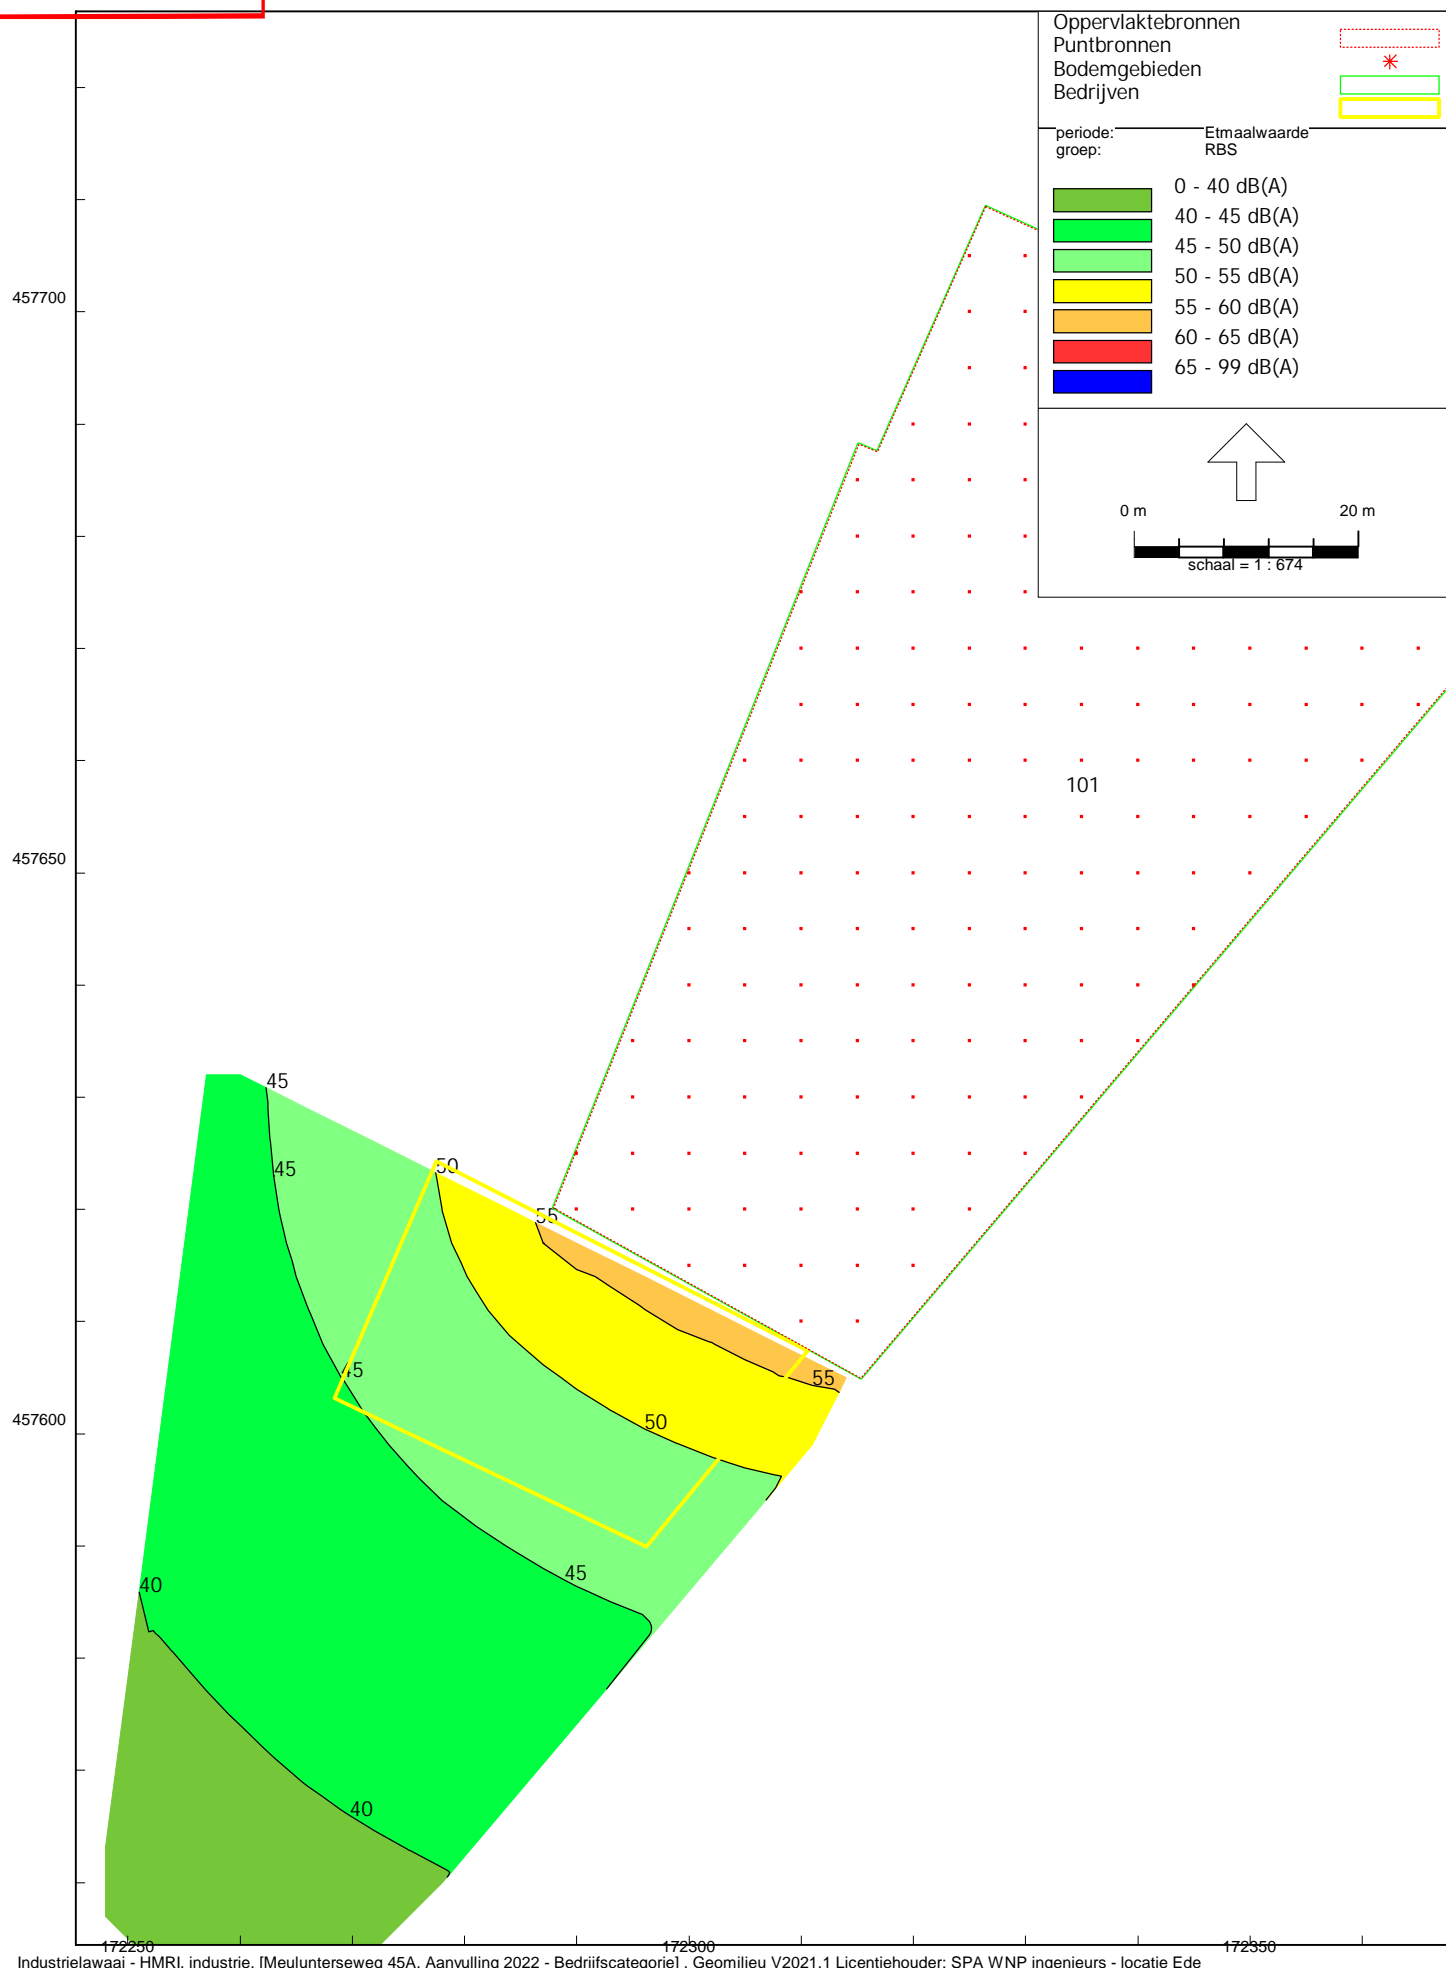 Oppervlaktebronnen
Puntbronnen
Bodemgebieden
Bedrijven
periode: Etmaalwaarde
groep: RBS
0 - 40 dB(A)
40 - 45 dB(A)
45 - 50 dB(A)
50 - 55 dB(A)
55 - 60 dB(A)
60 - 65 dB(A)
65 - 99 dB(A)
0 m 20 m
schaal = 1 : 674
457700
101
457650
45
45
50
55
45
55
457600
50
45
40
40
172250 172300 172350
Industrielawaai - HMRI, industrie, [Meulunterseweg 45A, Aanvulling 2022 - Bedrijfscategorie] , Geomilieu V2021.1 Licentiehouder: SPA WNP ingenieurs - locatie Ede